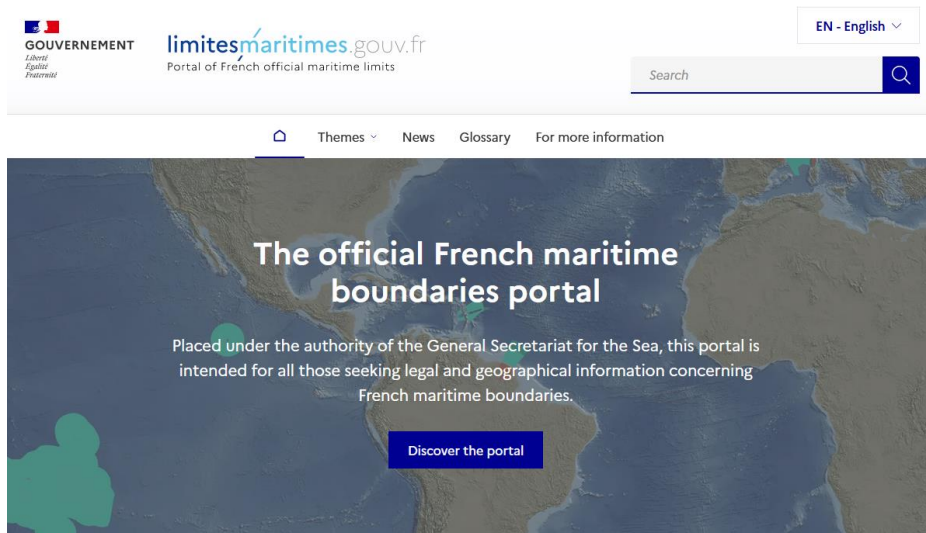 GOUVERNEMENT
Liberté
Égalité
Fraternité
limitesmaritimes.gouv.fr
Portal of French official maritime limits
EN - English
Search
Themes
News
Glossary
For more information
The official French maritime
boundaries portal
Placed under the authority of the General Secretariat for the Sea, this portal is
intended for all those seeking legal and geographical information concerning
French maritime boundaries.
Discover the portal